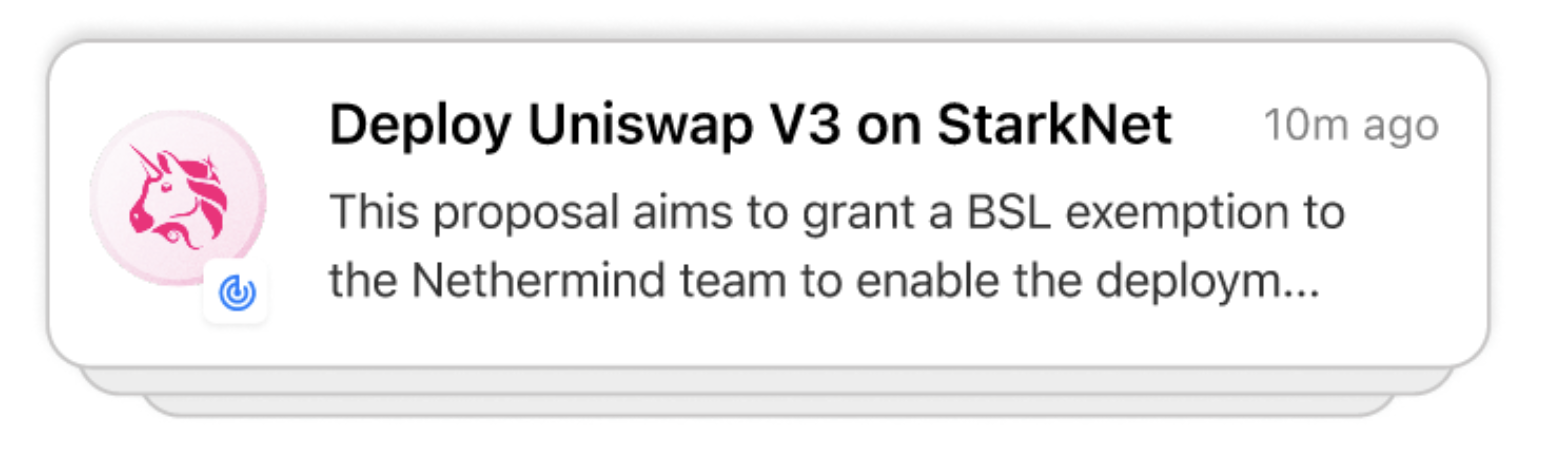 Deploy Uniswap V3 on StarkNet 10m ago
This proposal aims to grant a BSL exemption to
the Nethermind team to enable the deploym...